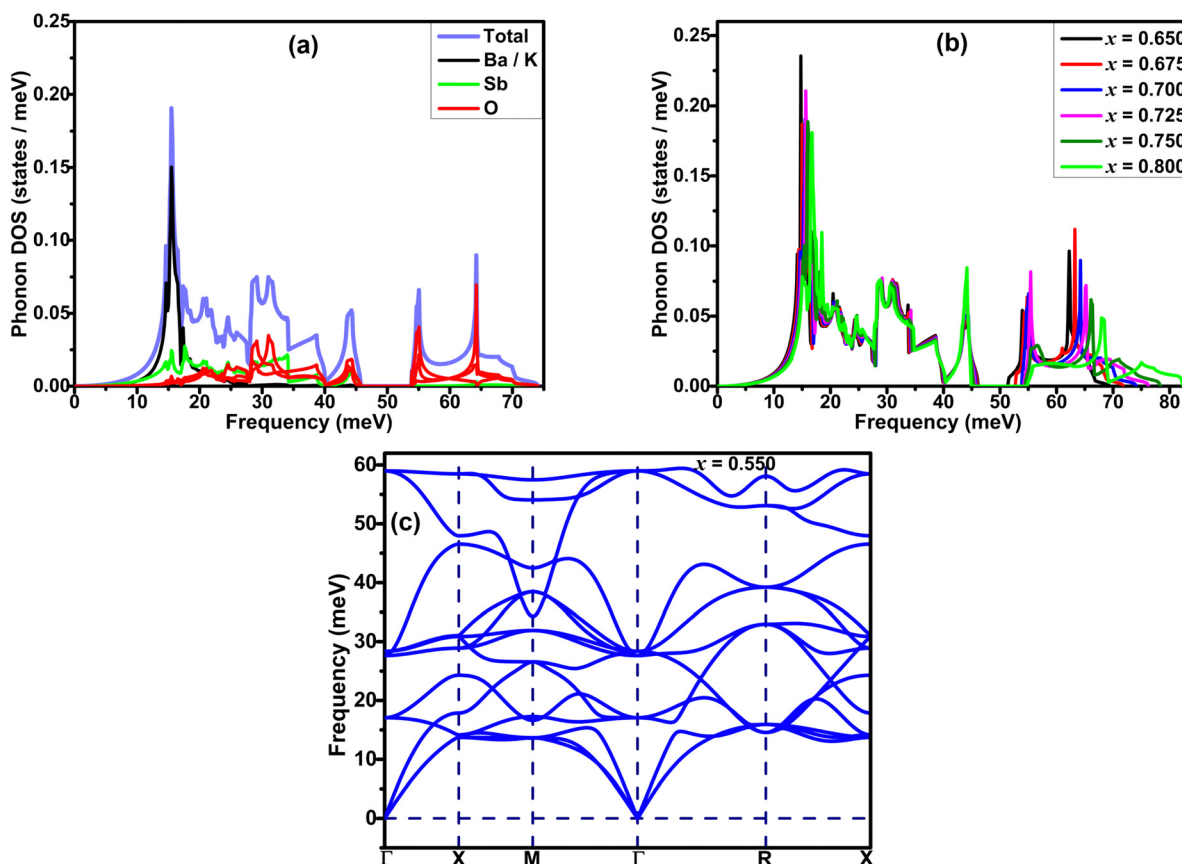 (a)
Total
Ba / K
Sb
O
0.25
0.20
0.15
0.10
0.05
0.00
Phonon DOS (states / meV)
0 10 20 30 40 50 60 70
Frequency (meV)
(b)
x = 0.650
x = 0.675
x = 0.700
x = 0.725
x = 0.750
x = 0.800
0.25
0.20
0.15
0.10
0.05
0.00
Phonon DOS (states / meV)
0 10 20 30 40 50 60 70 80
Frequency (meV)
x = 0.550
(c)
60
50
40
30
20
10
0
Frequency (meV)
Γ X M Γ R X